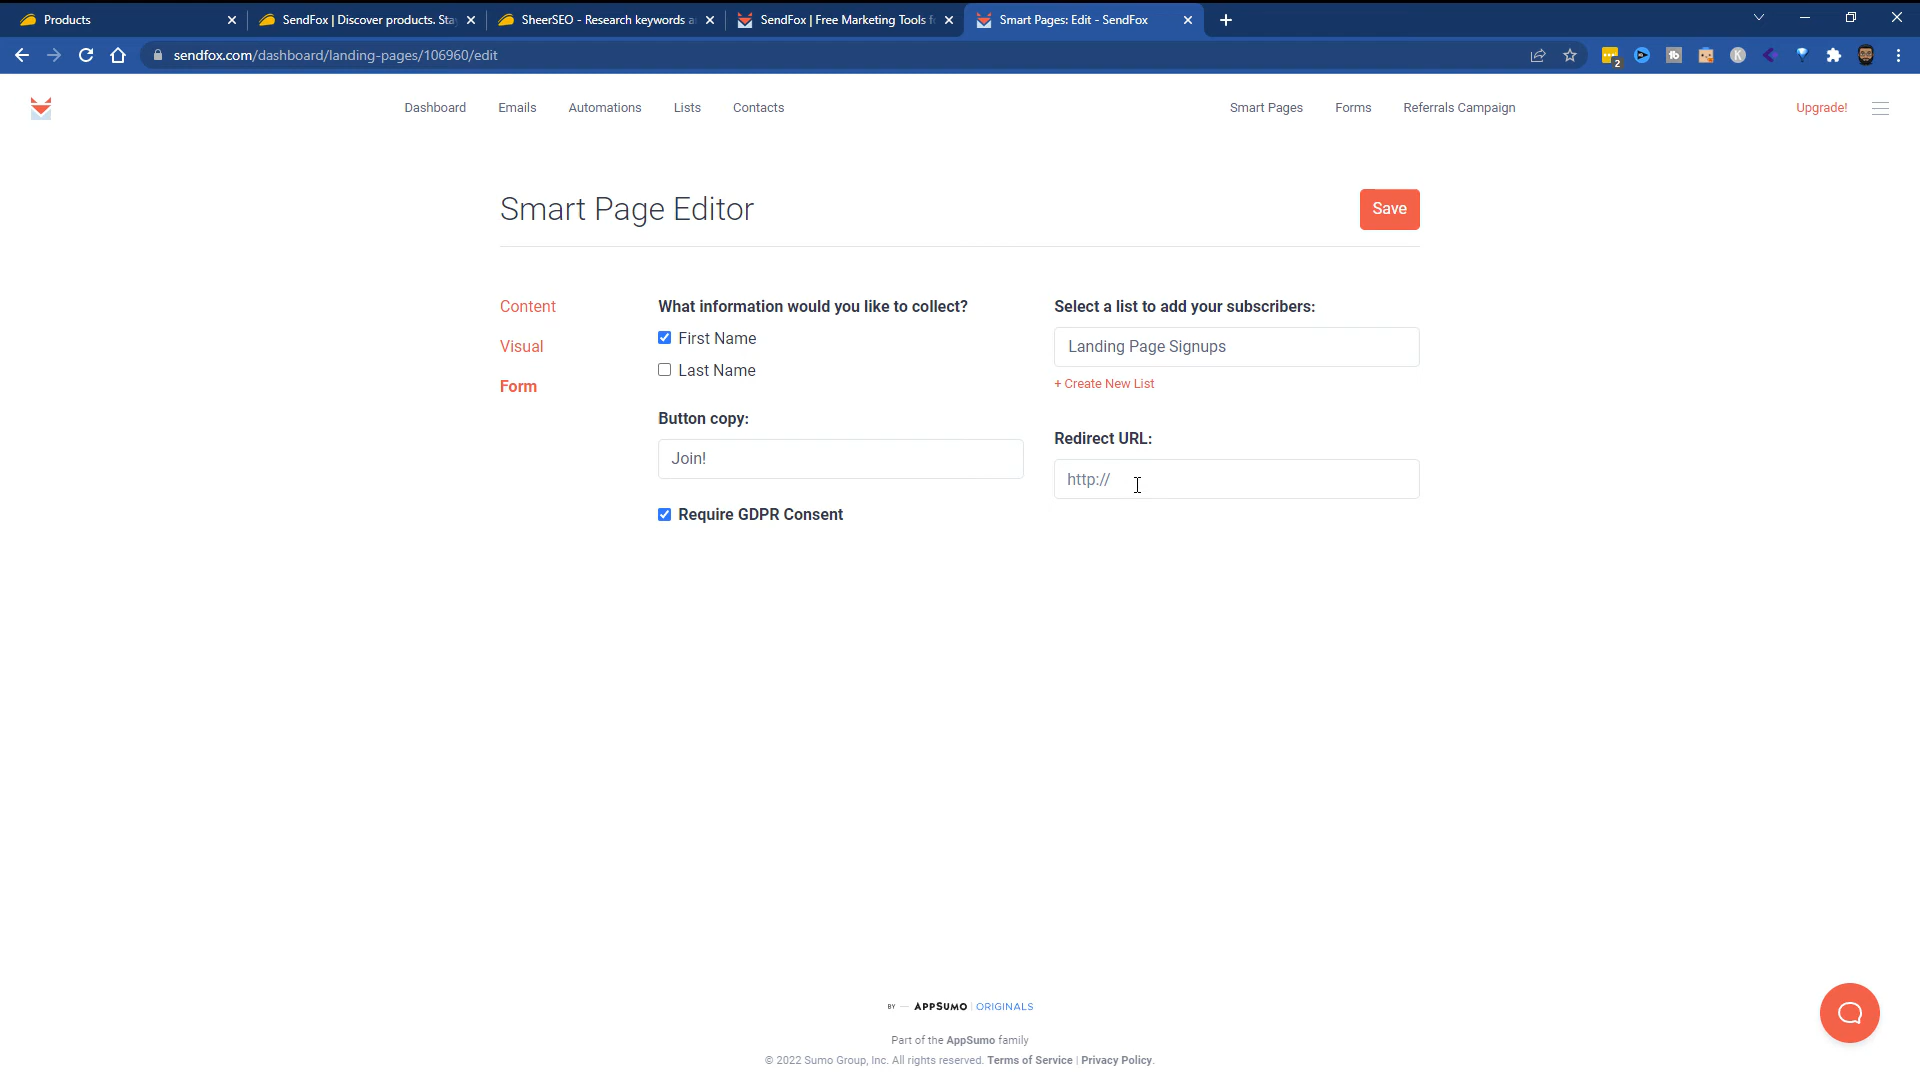 Products
SendFox | Discover products. Sta
SheerSEO - Research keywords a
SendFox | Free Marketing Tools f
Smart Pages: Edit - SendFox
sendfox.com/dashboard/landing-pages/106960/edit
2
tb
K
Dashboard
Emails
Automations
Lists
Contacts
Smart Pages
Forms
Referrals Campaign
Upgrade!
Smart Page Editor
Save
Content
Visual
Form
What information would you like to collect?
First Name
Last Name
Button copy:
Join!
Require GDPR Consent
Select a list to add your subscribers:
Landing Page Signups
+ Create New List
Redirect URL:
http://
BY — APPSUMO | ORIGINALS
Part of the AppSumo family
© 2022 Sumo Group, Inc. All rights reserved. Terms of Service | Privacy Policy.